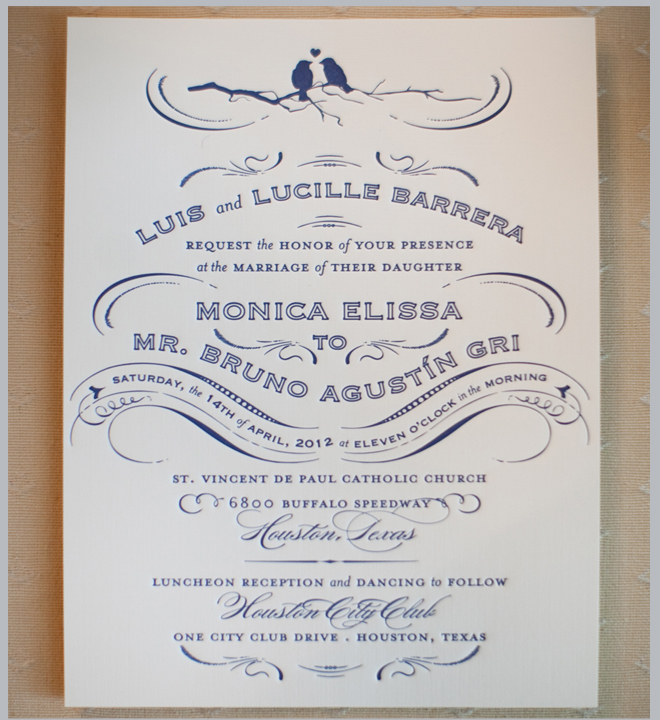 LUIS and LUCILLE BARRERA
REQUEST the HONOR of YOUR PRESENCE
at the MARRIAGE of THEIR DAUGHTER
MONICA ELISSA
TO
MR. BRUNO AGUSTÍN GRI
SATURDAY, the 14TH of APRIL, 2012 at ELEVEN O'CLOCK in the MORNING
ST. VINCENT DE PAUL CATHOLIC CHURCH
6800 BUFFALO SPEEDWAY
Houston, Texas
LUNCHEON RECEPTION and DANCING to FOLLOW
Houston City Club
ONE CITY CLUB DRIVE . HOUSTON, TEXAS